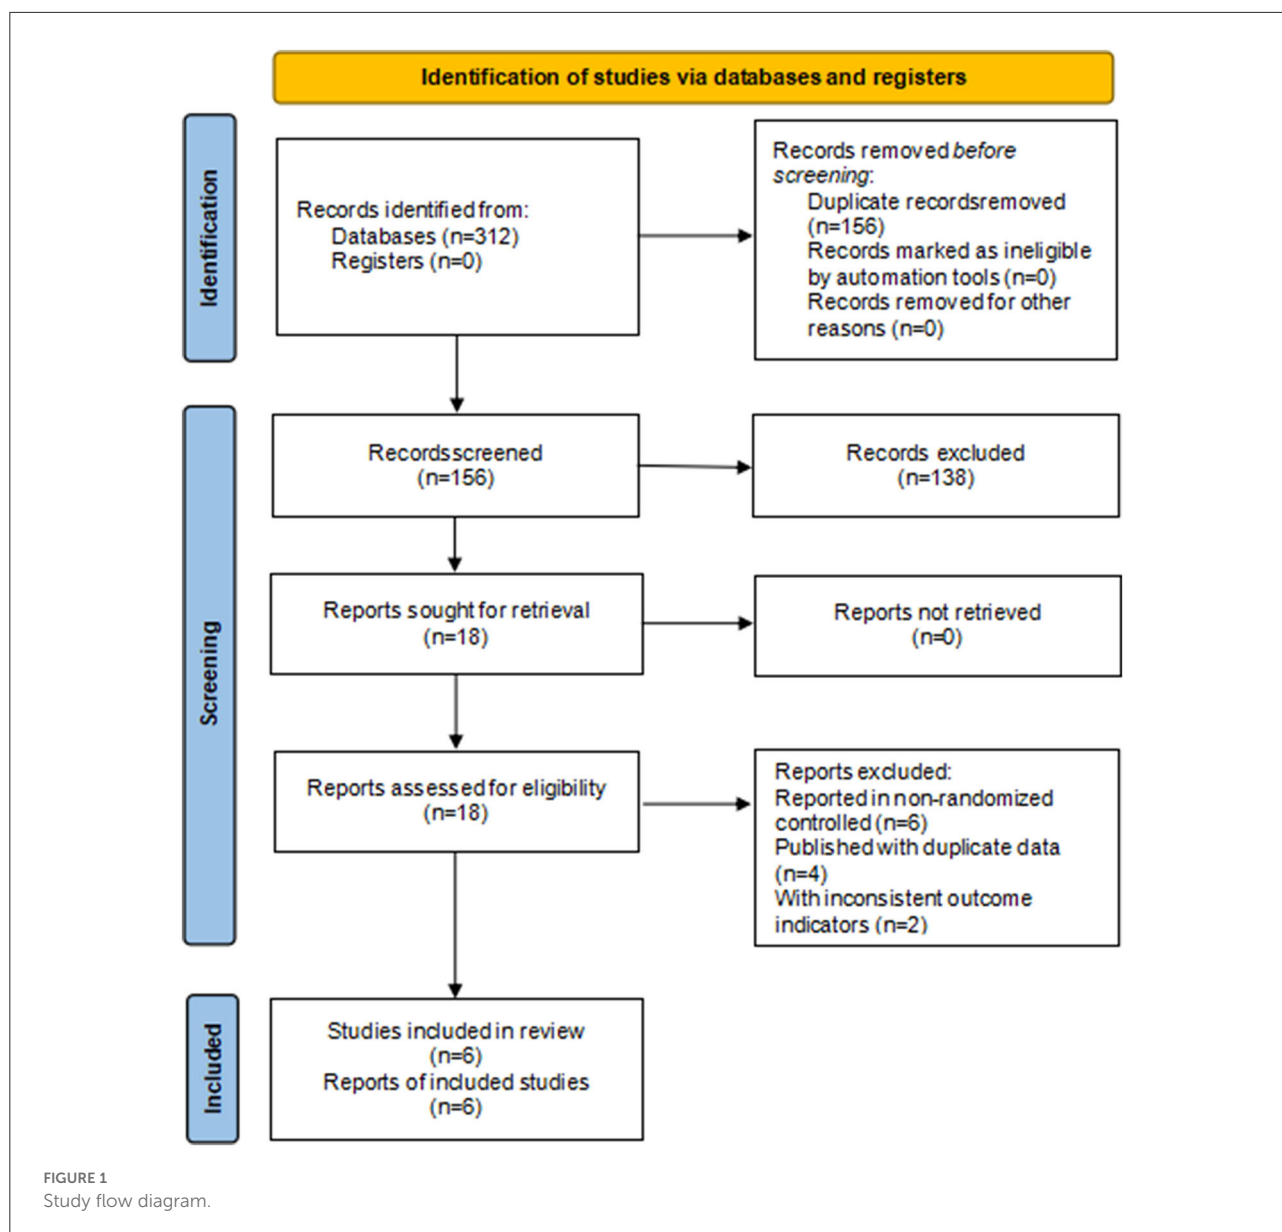 Identification of studies via databases and registers
Identification
Records identified from:
Databases (n=312)
Registers (n=0)
Records removed before
screening:
Duplicate recordsremoved
(n=156)
Records marked as ineligible
by automation tools (n=0)
Records removed for other
reasons (n=0)
Screening
Records screened
(n=156)
Records excluded
(n=138)
Reports sought for retrieval
(n=18)
Reports not retrieved
(n=0)
Reports assessed for eligibility
(n=18)
Reports excluded:
Reported in non-randomized
controlled (n=6)
Published with duplicate data
(n=4)
With inconsistent outcome
indicators (n=2)
Included
Studies included in review
(n=6)
Reports of included studies
(n=6)
FIGURE 1
Study flow diagram.